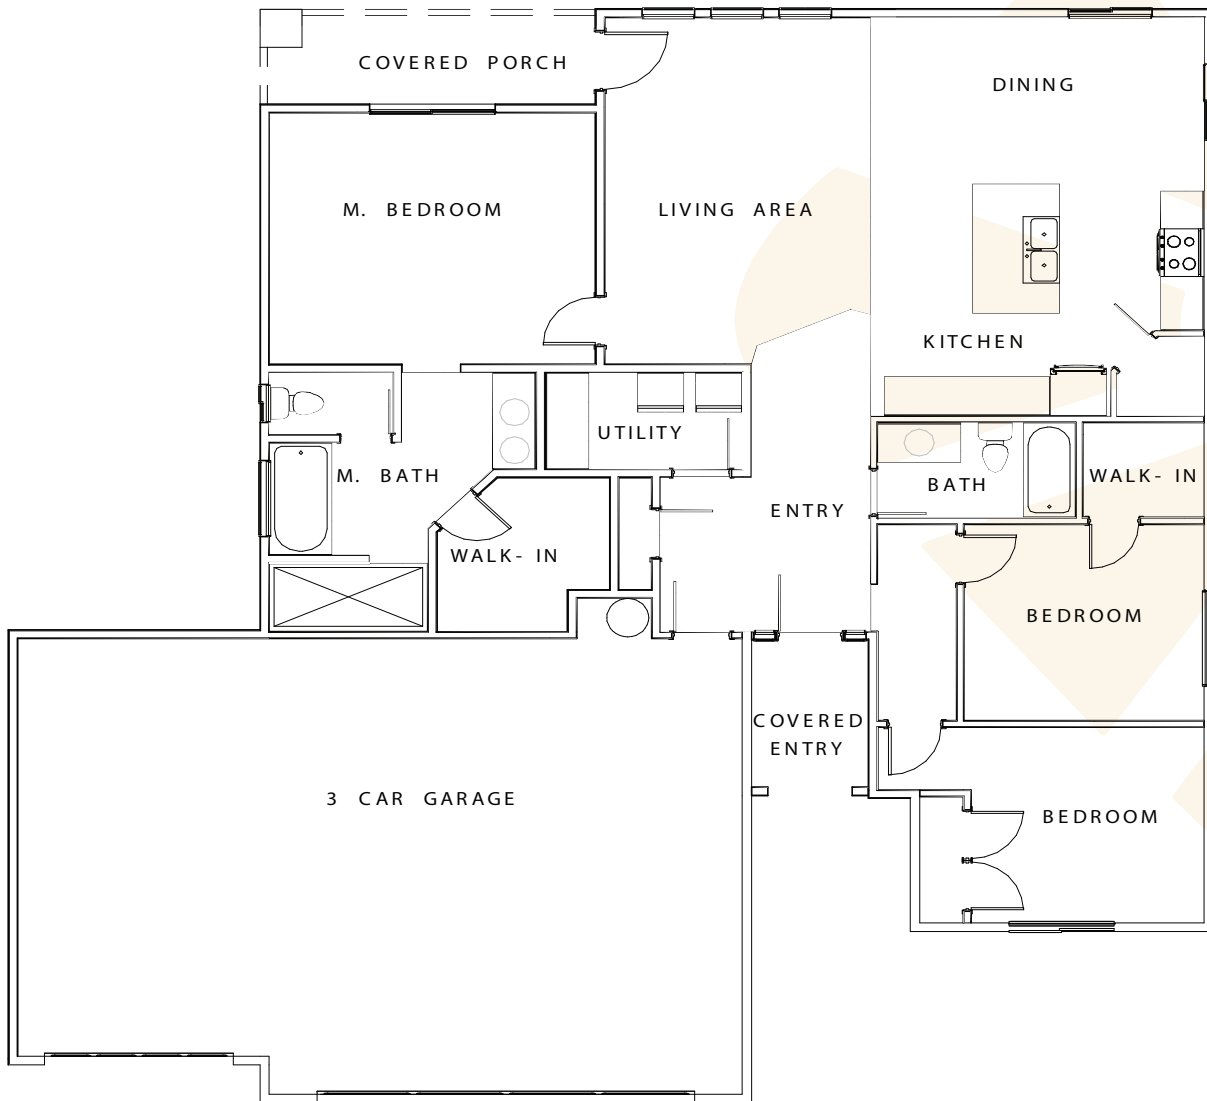 COVERED PORCH
DINING
M. BEDROOM
LIVING AREA
KITCHEN
UTILITY
M. BATH
BATH
WALK- IN
ENTRY
WALK- IN
BEDROOM
COVERED
ENTRY
3 CAR GARAGE
BEDROOM